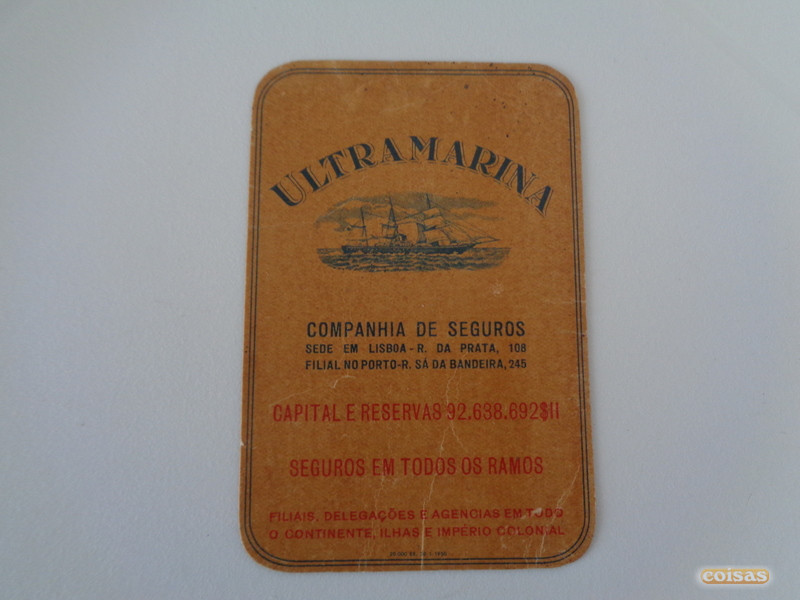 ULTRAMARINA
COMPANHIA DE SEGUROS
SEDE EM LISBOA - R. DA PRATA, 108
FILIAL NO PORTO-R. SÁ DA BANDEIRA, 245
CAPITAL E RESERVAS 92.638.692$11
SEGUROS EM TODOS OS RAMOS
FILIAIS, DELEGAÇÕES E AGENCIAS EM TODO
O CONTINENTE, ILHAS E IMPÉRIO COLONIAL
coisas